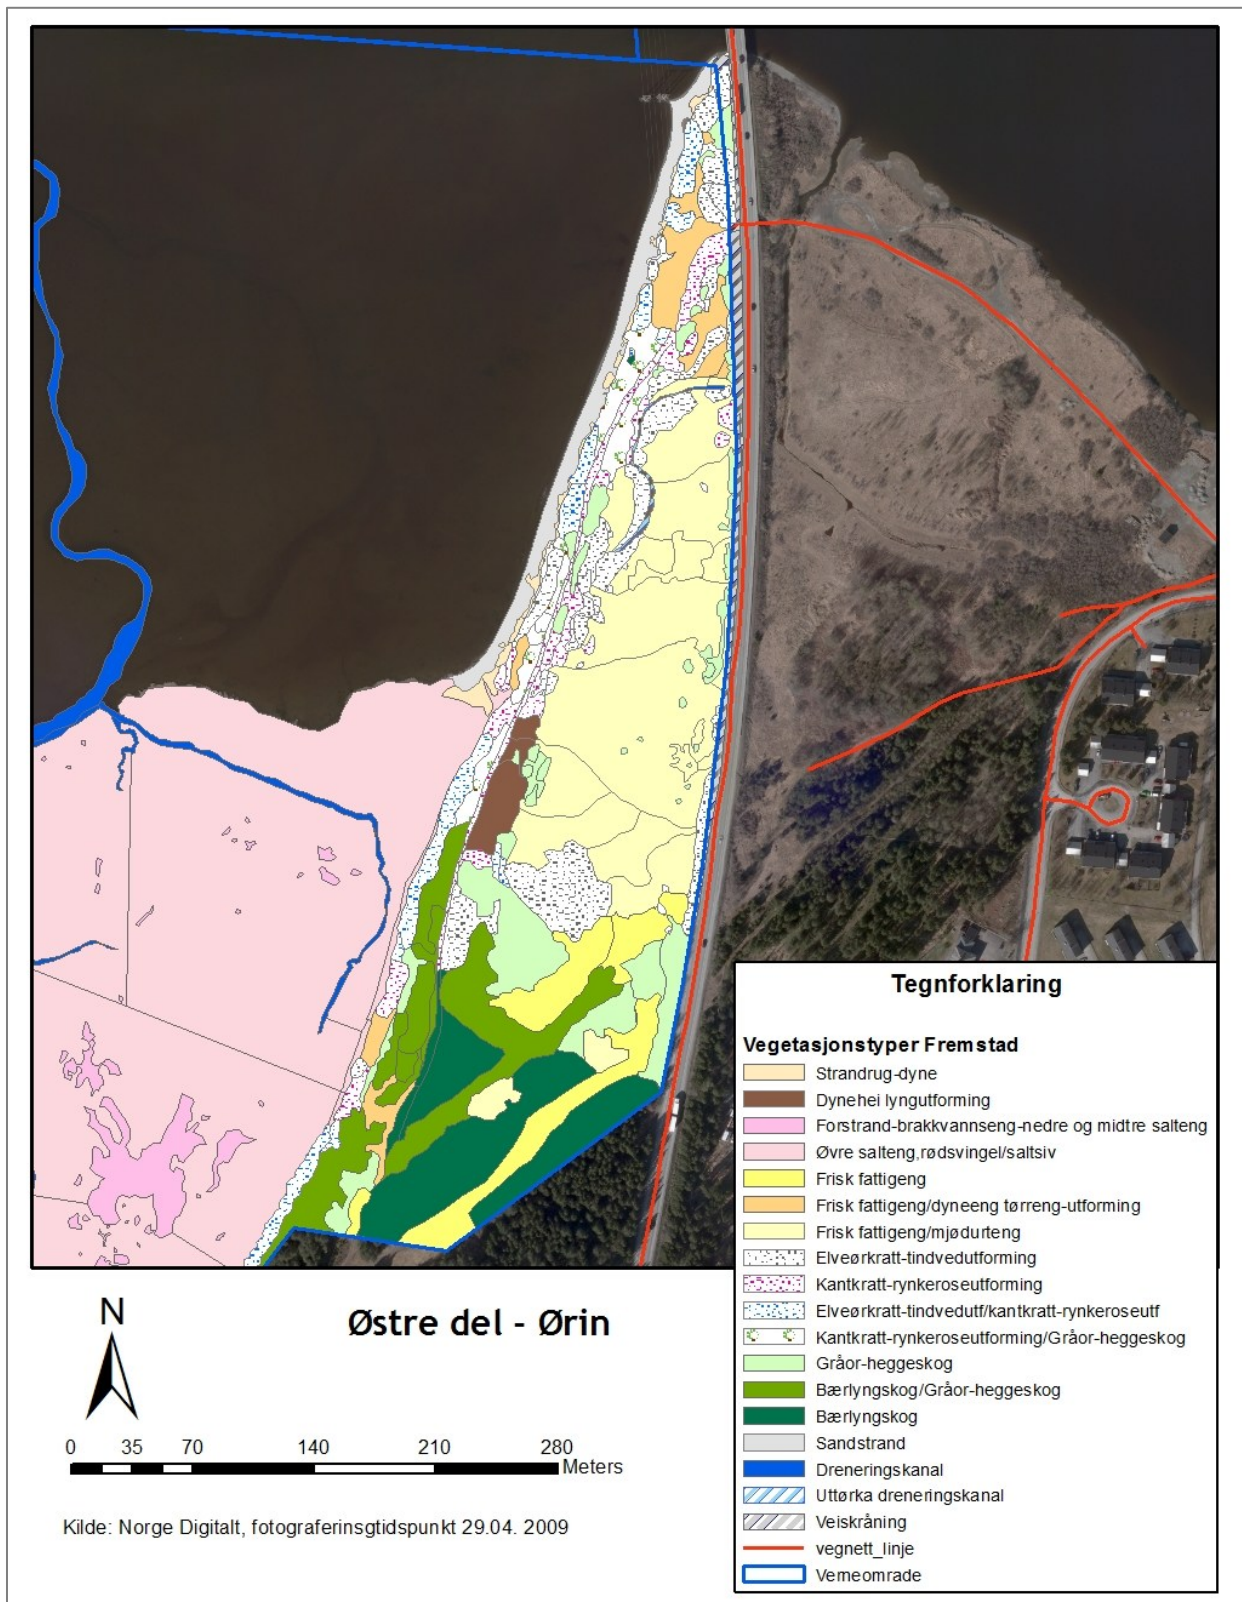 Tegnforklaring
Vegetasjonstyper Fremstad
Strandrug-dyne
Dynehei lyngutforming
Forstrand-brakkvannseng-nedre og midtre salteng
Øvre salteng,rødsvingel/saltsiv
Frisk fattigeng
Frisk fattigeng/dyneeng tørreng-utforming
Frisk fattigeng/mjødurteng
Elveørkratt-tindvedutforming
Kantkratt-rynkeroseutforming
Elveørkratt-tindvedutf/kantkratt-rynkeroseutf
Kantkratt-rynkeroseutforming/Gråor-heggeskog
Gråor-heggeskog
Bærlyngskog/Gråor-heggeskog
Bærlyngskog
Sandstrand
Dreneringskanal
Uttørka dreneringskanal
Veiskråning
vegnett_linje
Verneområde
N
Østre del - Ørin
0 35 70 140 210 280
Meters
Kilde: Norge Digitalt, fotograferinsgtidspunkt 29.04. 2009